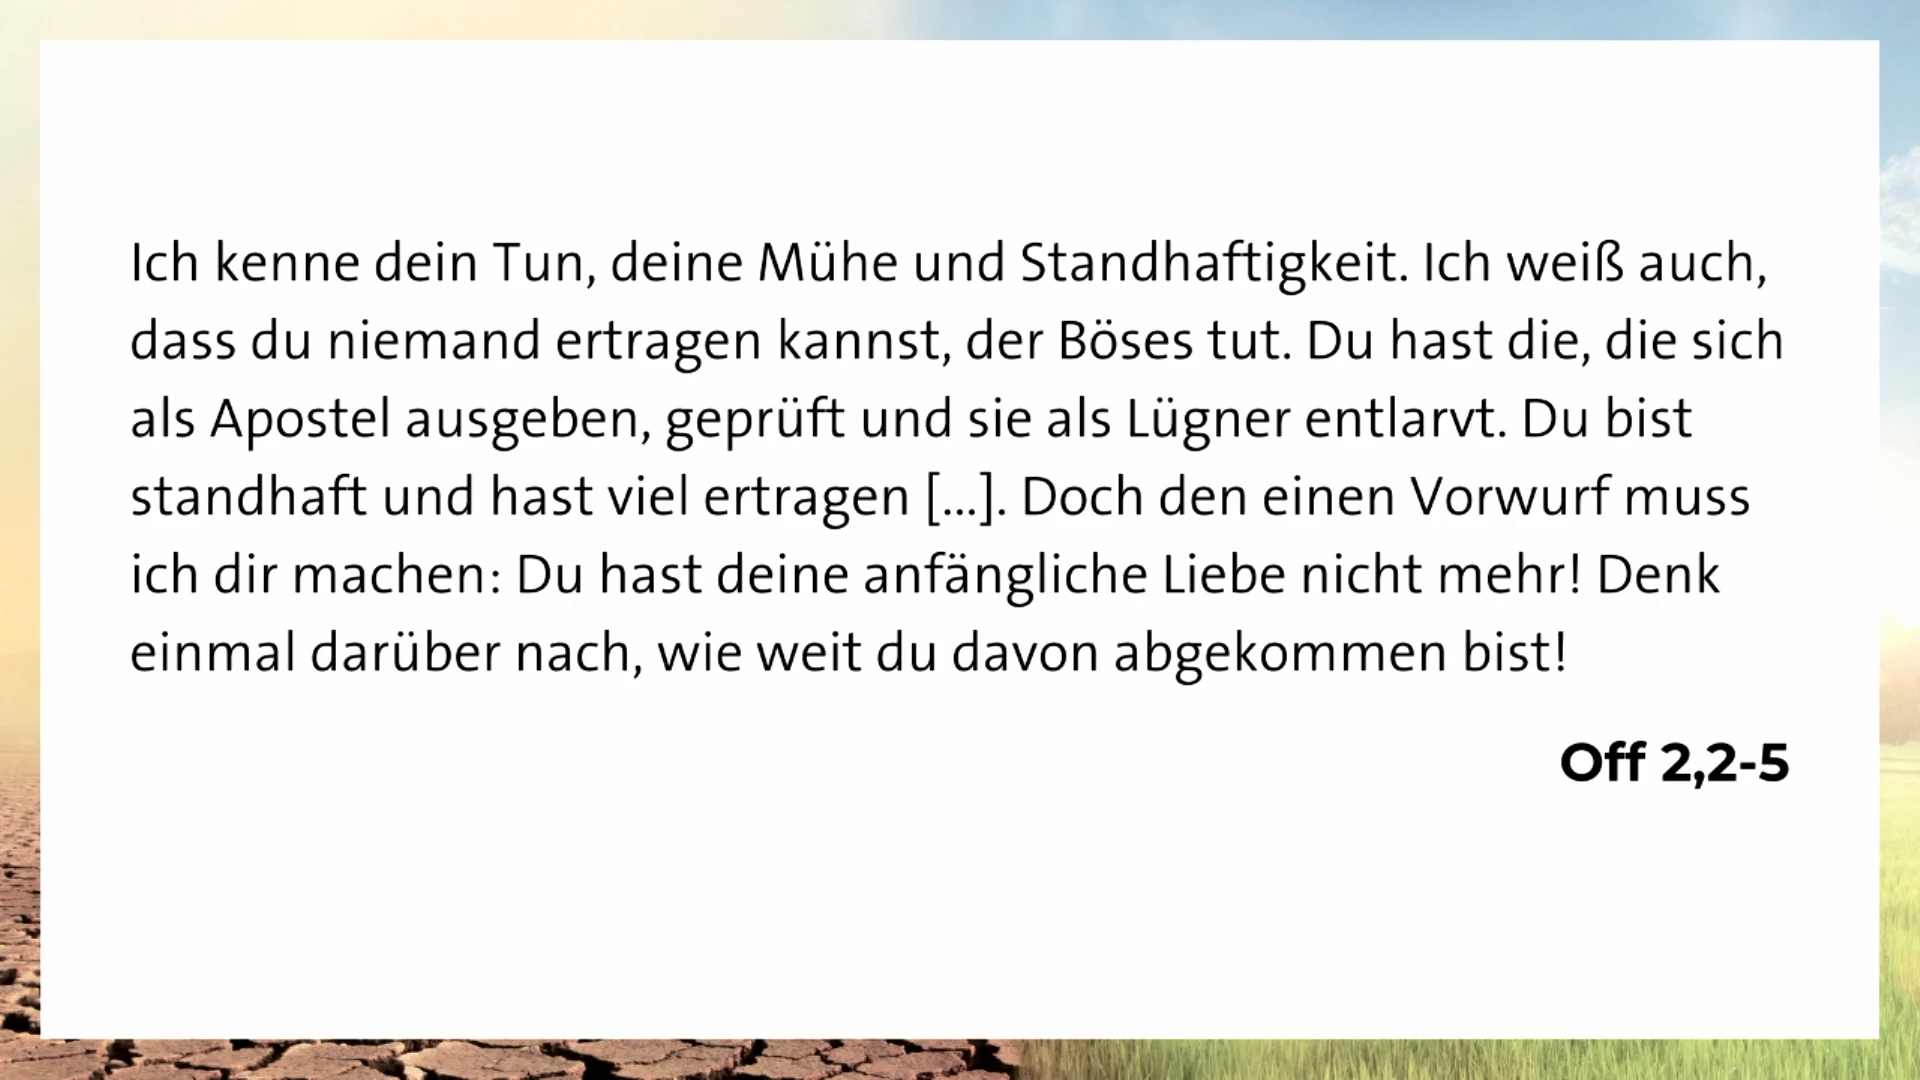 Ich kenne dein Tun, deine Mühe und Standhaftigkeit. Ich weiß auch,
dass du niemand ertragen kannst, der Böses tut. Du hast die, die sich
als Apostel ausgeben, geprüft und sie als Lügner entlarvt. Du bist
standhaft und hast viel ertragen [...]. Doch den einen Vorwurf muss
ich dir machen: Du hast deine anfängliche Liebe nicht mehr! Denk
einmal darüber nach, wie weit du davon abgekommen bist!
Off 2,2-5